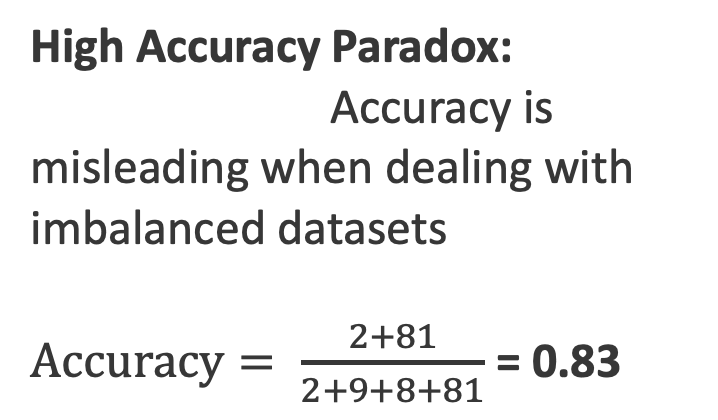 High Accuracy Paradox:
Accuracy is
misleading when dealing with
imbalanced datasets
2+81
Accuracy = = 0.83
2+9+8+81